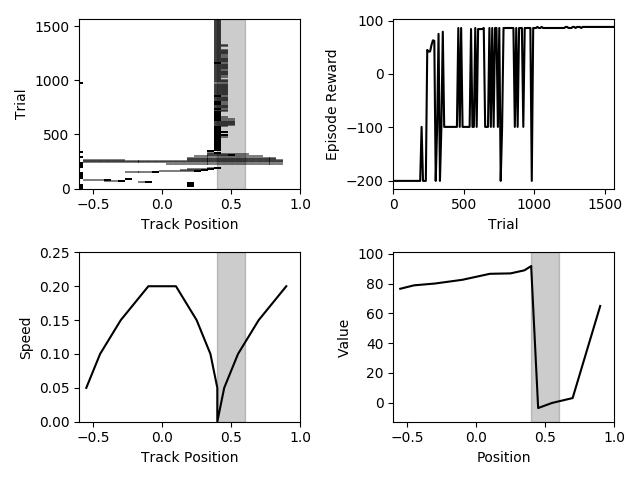 1500
1000
500
0
Trial
−0.5 0.0 0.5 1.0
Track Position
100
0
−100
−200
Episode Reward
0 500 1000 1500
Trial
0.25
0.20
0.15
0.10
0.05
0.00
Speed
−0.5 0.0 0.5 1.0
Track Position
100
80
60
40
20
0
Value
−0.5 0.0 0.5 1.0
Position